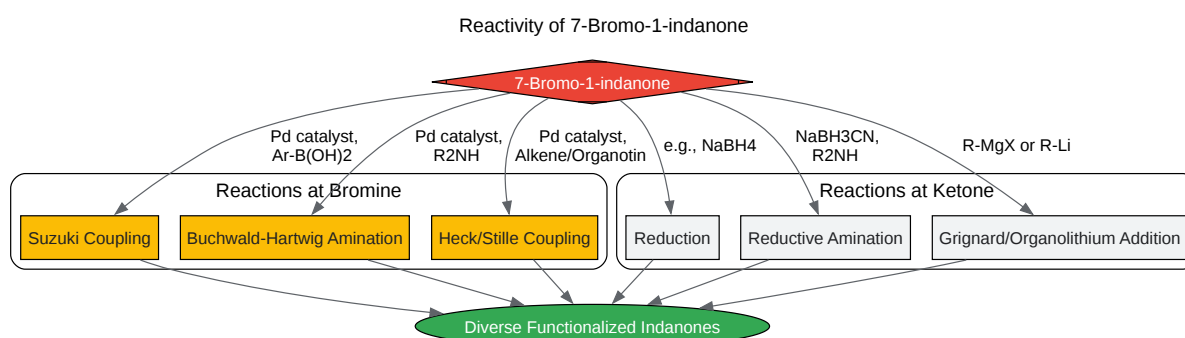 Reactivity of 7-Bromo-1-indanone
7-Bromo-1-indanone
Pd catalyst,
Ar-B(OH)2
Pd catalyst,
R2NH
Pd catalyst,
Alkene/Organotin
e.g., NaBH4
NaBH3CN,
R2NH
R-MgX or R-Li
Reactions at Bromine
Reactions at Ketone
Suzuki Coupling
Buchwald-Hartwig Amination
Heck/Stille Coupling
Reduction
Reductive Amination
Grignard/Organolithium Addition
Diverse Functionalized Indanones